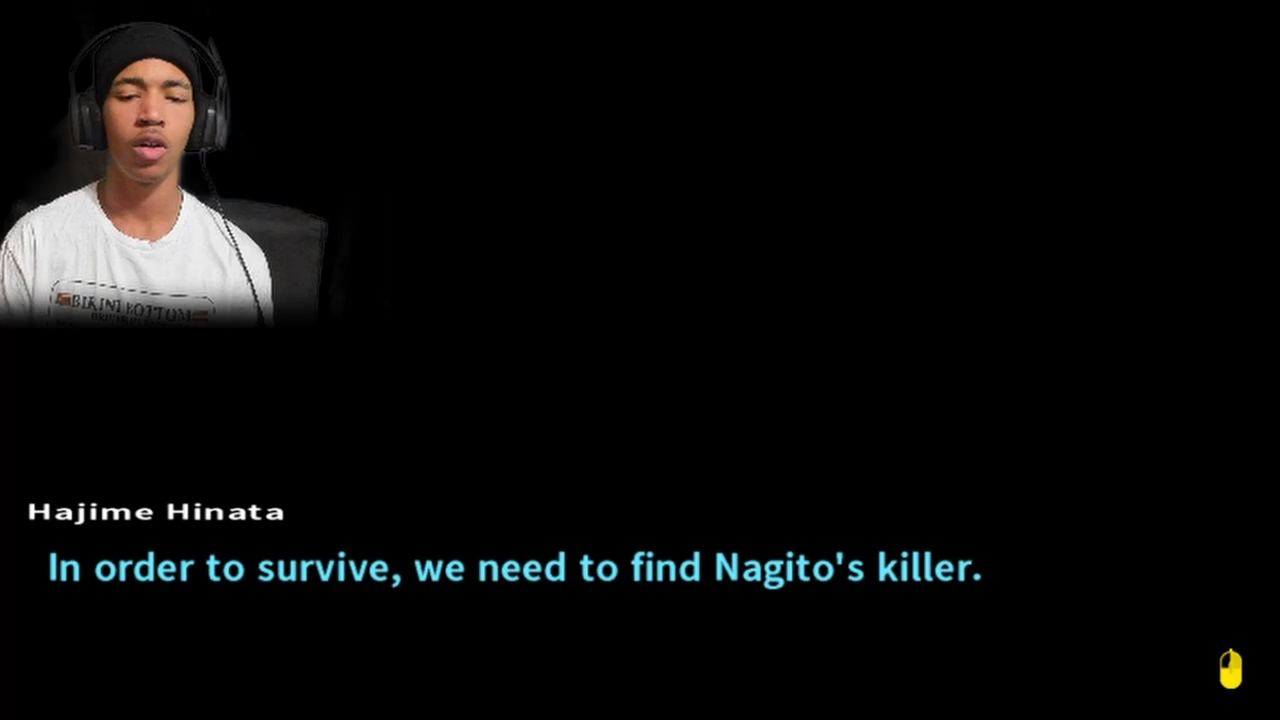 BIKINI BOTTOM
Hajime Hinata
In order to survive, we need to find Nagito's killer.